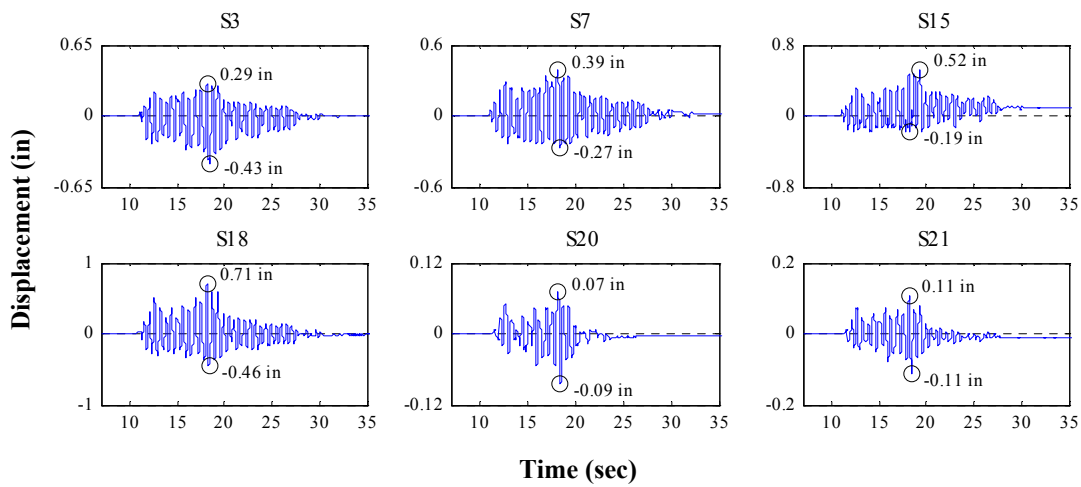 S3 S7 S15
0.65 0.6 0.8
0.29 in 0.39 in 0.52 in
0 0 0
-0.43 in -0.27 in -0.19 in
-0.65 -0.6 -0.8
10 15 20 25 30 35 10 15 20 25 30 35 10 15 20 25 30 35
Displacement (in)
S18 S20 S21
1 0.12 0.2
0.71 in 0.07 in 0.11 in
0 0 0
-0.46 in -0.09 in -0.11 in
-1 -0.12 -0.2
10 15 20 25 30 35 10 15 20 25 30 35 10 15 20 25 30 35
Time (sec)